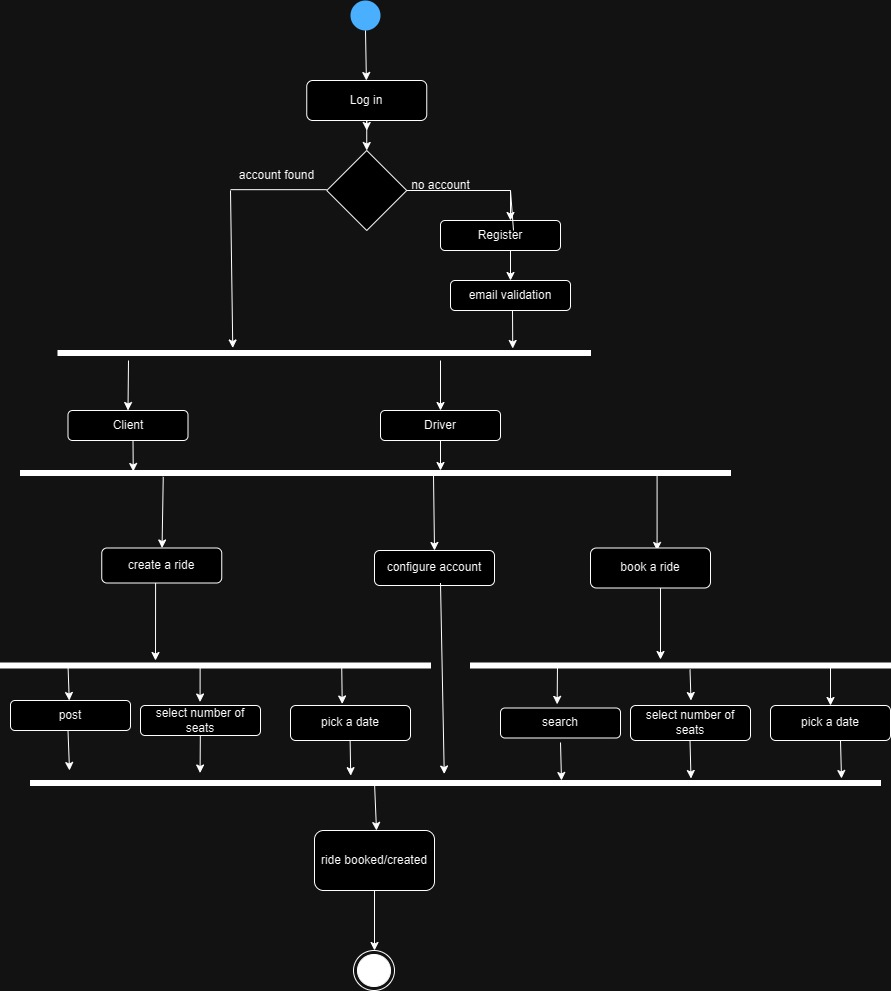 Log in
account found
no account
Register
email validation
Client
Driver
create a ride
configure account
book a ride
post
select number of
seats
pick a date
search
select number of
seats
pick a date
ride booked/created